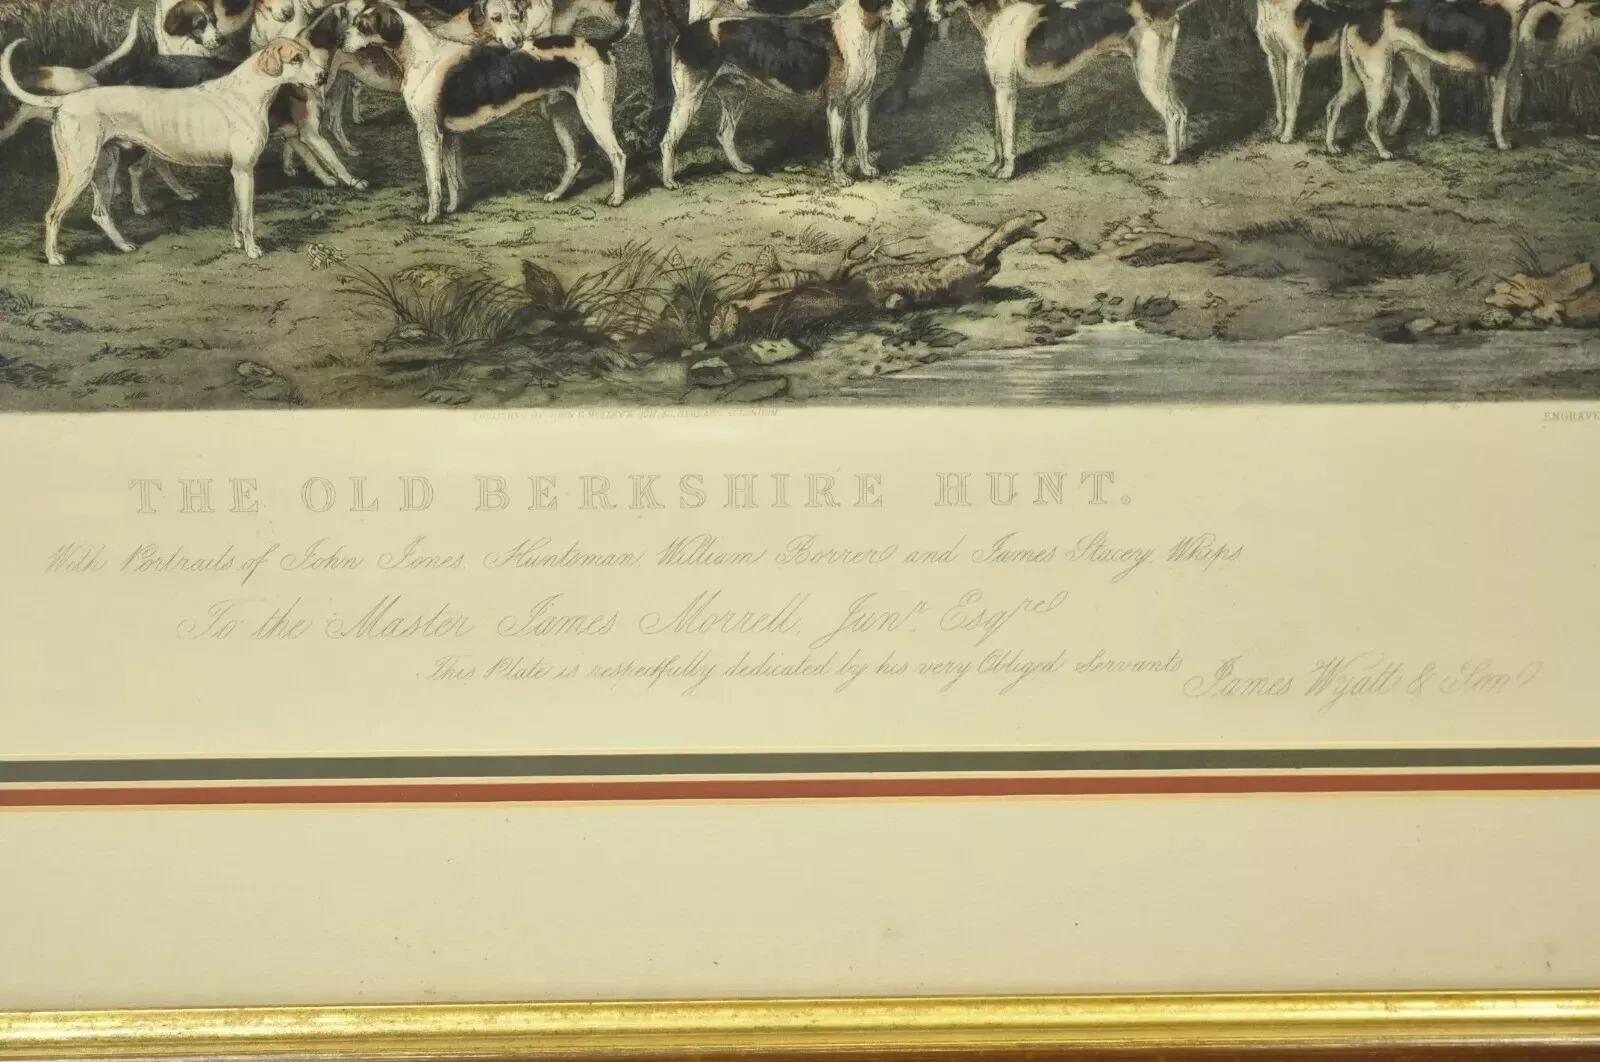 ENGRAVE
THE OLD BERKSHIRE HUNT.
With Portraits of John Jones, Huntsman, William Borrer and James Stacey, Whips
To the Master James Morrell, Junr. Esqre
This Plate is respectfully dedicated by his very Obliged Servants James Wyatt & Son